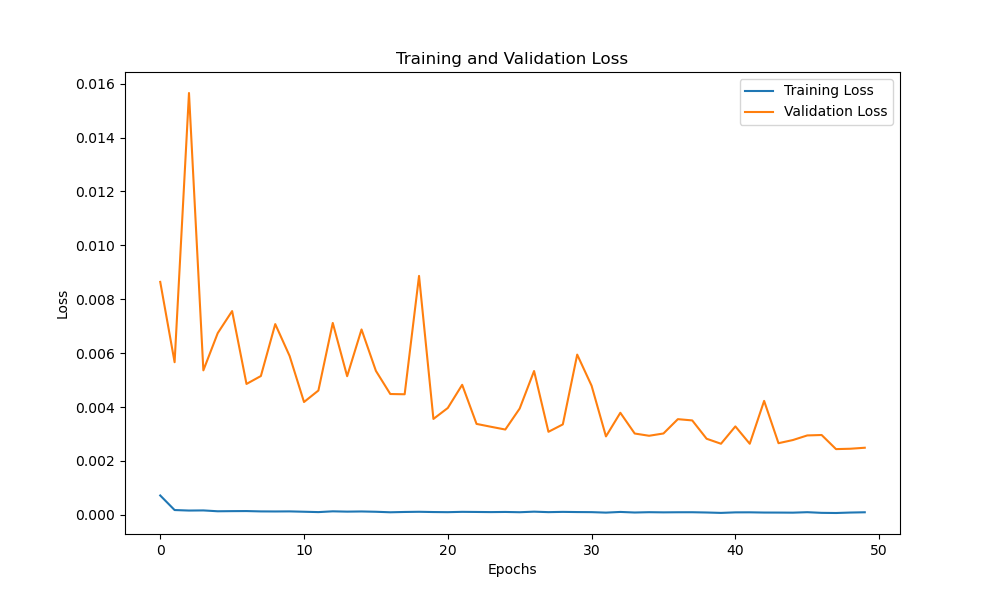 Training and Validation Loss
Training Loss
Validation Loss
0.016
0.014
0.012
0.010
0.008
0.006
0.004
0.002
0.000
Loss
0 10 20 30 40 50
Epochs